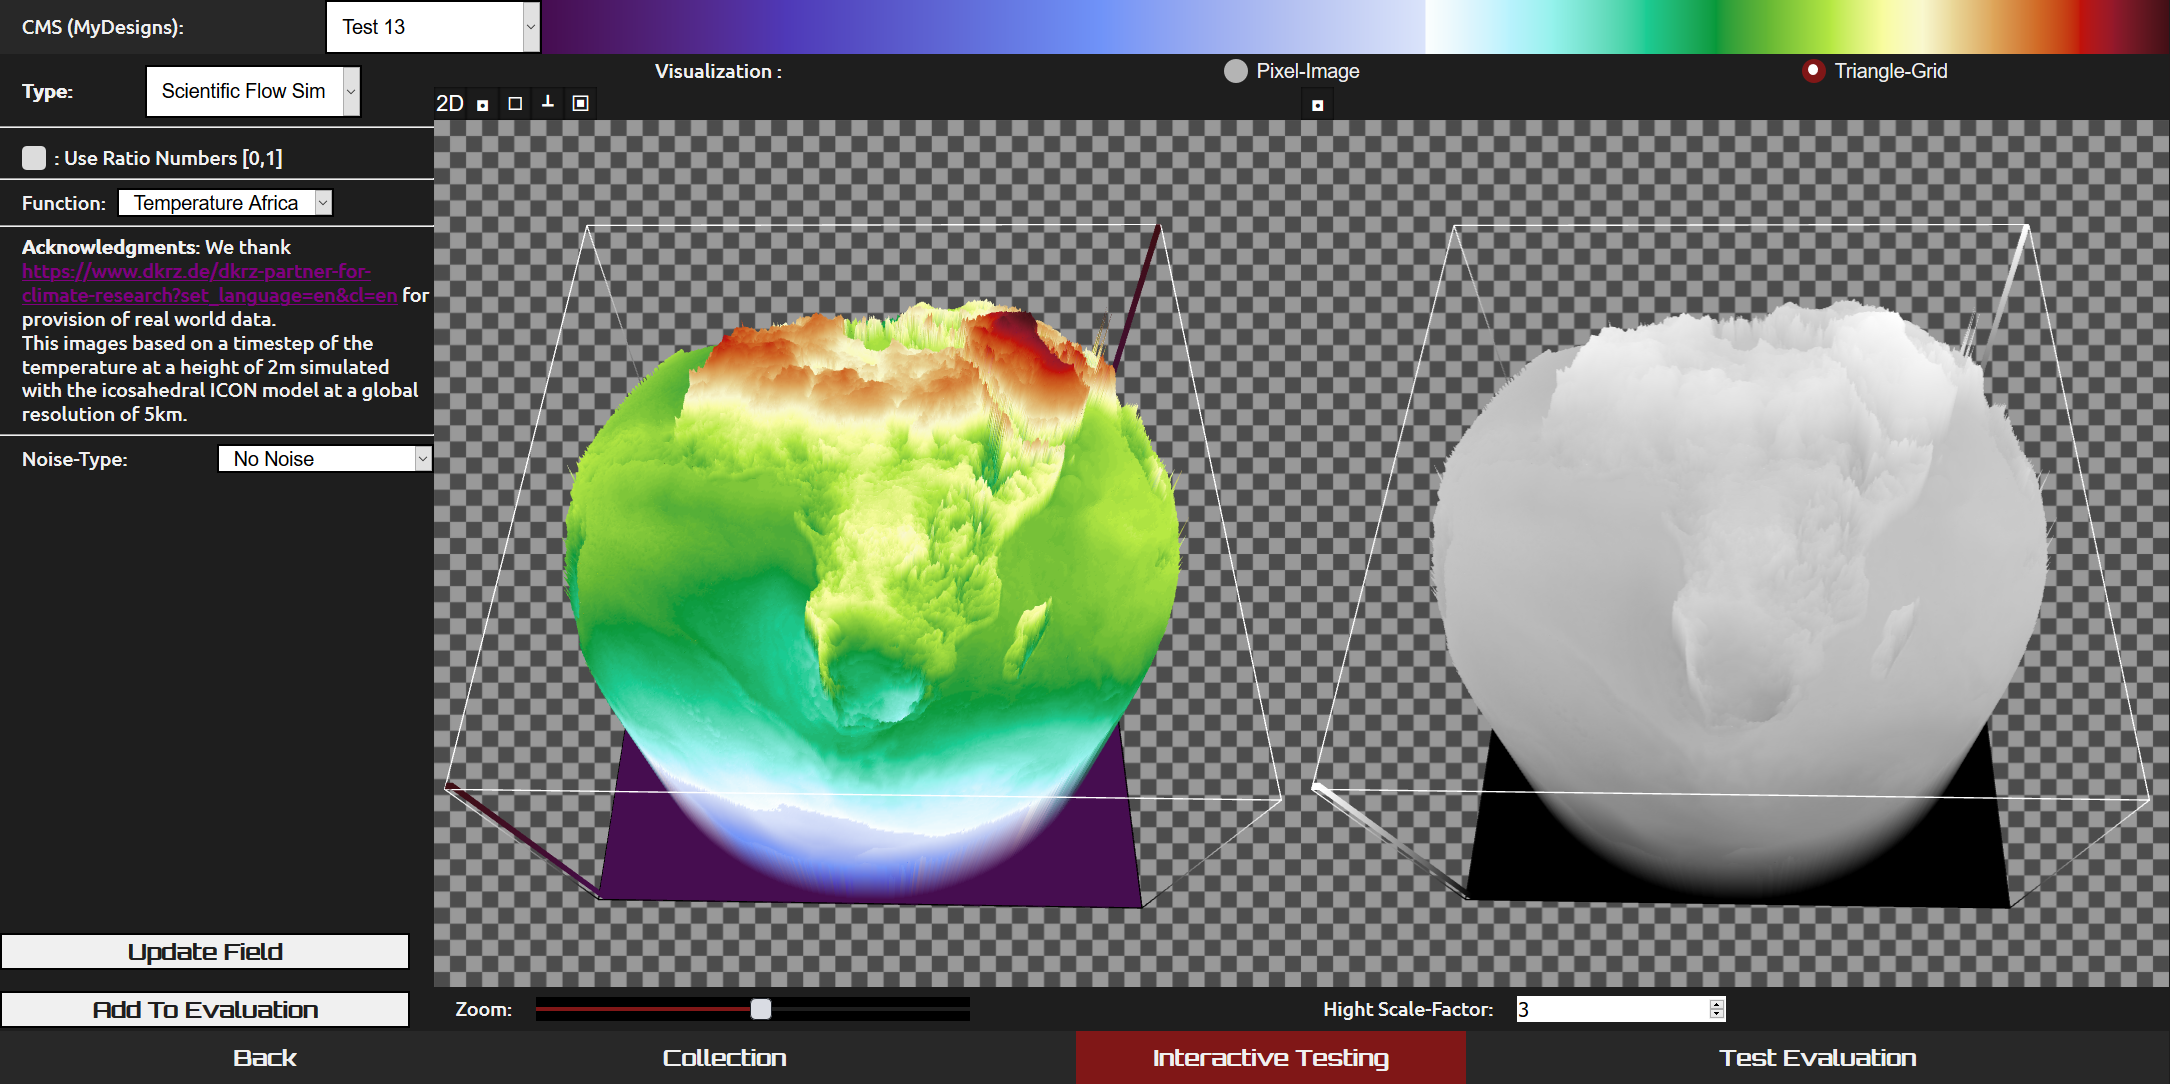 CMS (MyDesigns):
Test 13
Type:
Scientific Flow Sim
Visualization :
Pixel-Image
Triangle-Grid
2D
: Use Ratio Numbers [0,1]
Function:
Temperature Africa
Acknowledgments: We thank
https://www.dkrz.de/dkrz-partner-for-
climate-research?set_language=en&cl=en for
provision of real world data.
This images based on a timestep of the
temperature at a height of 2m simulated
with the icosahedral ICON model at a global
resolution of 5km.
Noise-Type:
No Noise
Update Field
Add To Evaluation
Zoom:
Hight Scale-Factor:
3
Back
Collection
Interactive Testing
Test Evaluation